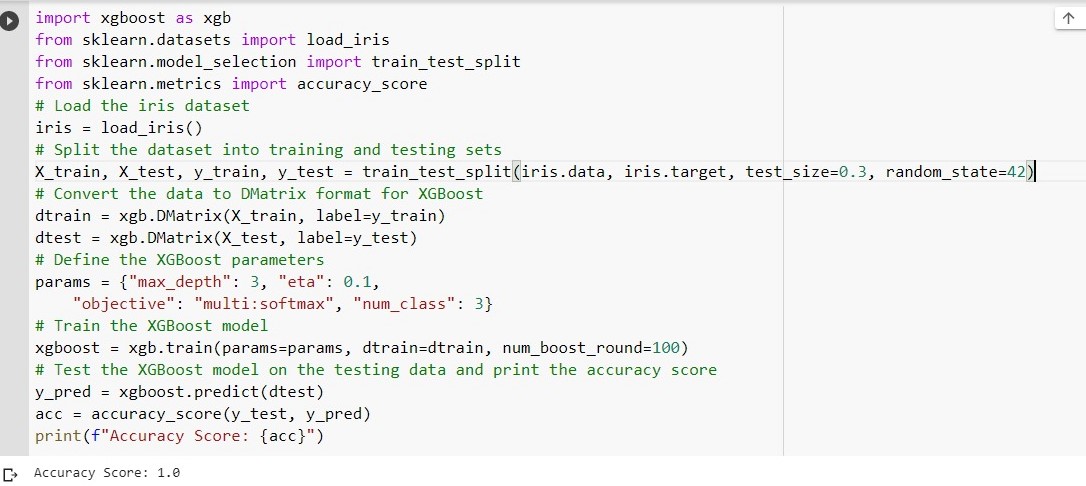 import xgboost as xgb
from sklearn.datasets import load_iris
from sklearn.model_selection import train_test_split
from sklearn.metrics import accuracy_score
# Load the iris dataset
iris = load_iris()
# Split the dataset into training and testing sets
X_train, X_test, y_train, y_test = train_test_split(iris.data, iris.target, test_size=0.3, random_state=42)
# Convert the data to DMatrix format for XGBoost
dtrain = xgb.DMatrix(X_train, label=y_train)
dtest = xgb.DMatrix(X_test, label=y_test)
# Define the XGBoost parameters
params = {"max_depth": 3, "eta": 0.1,
    "objective": "multi:softmax", "num_class": 3}
# Train the XGBoost model
xgboost = xgb.train(params=params, dtrain=dtrain, num_boost_round=100)
# Test the XGBoost model on the testing data and print the accuracy score
y_pred = xgboost.predict(dtest)
acc = accuracy_score(y_test, y_pred)
print(f"Accuracy Score: {acc}")
Accuracy Score: 1.0